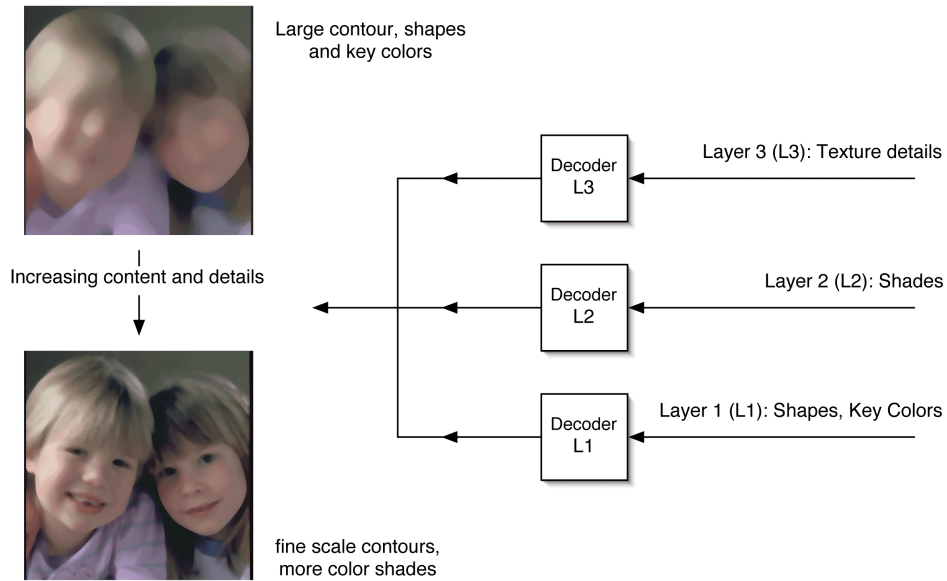 Large contour, shapes
and key colors
Increasing content and details
fine scale contours,
more color shades
Decoder
L3
Layer 3 (L3): Texture details
Decoder
L2
Layer 2 (L2): Shades
Decoder
L1
Layer 1 (L1): Shapes, Key Colors